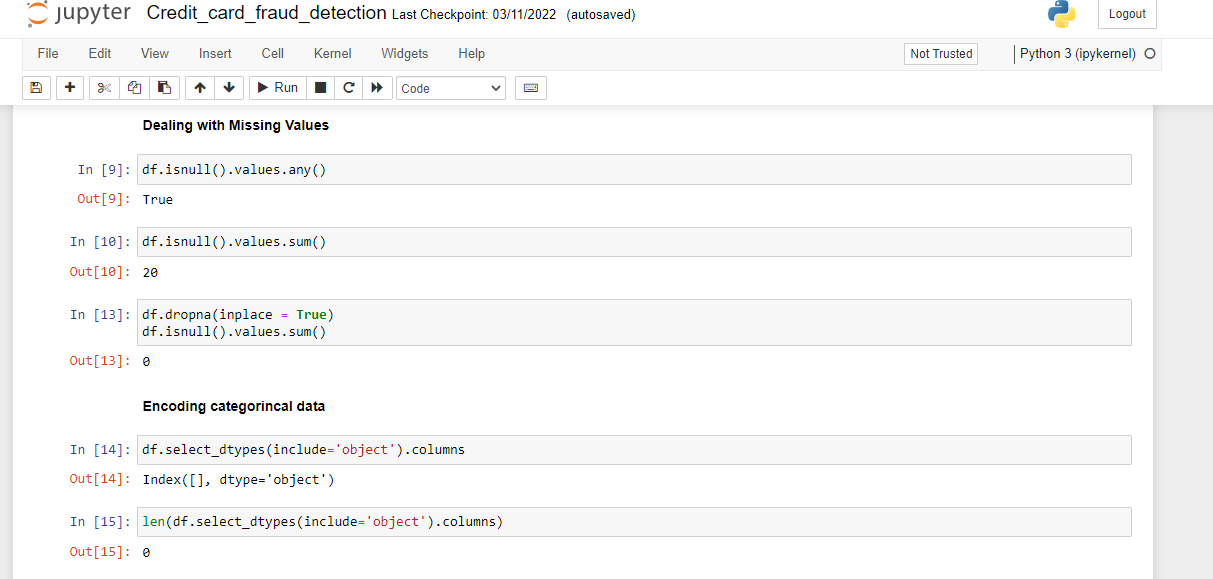 jupyter Credit_card_fraud_detection Last Checkpoint: 03/11/2022 (autosaved)
Logout
File Edit View Insert Cell Kernel Widgets Help
Not Trusted
Python 3 (ipykernel)
Run
Code
Dealing with Missing Values
In [9]: df.isnull().values.any()
Out[9]: True
In [10]: df.isnull().values.sum()
Out[10]: 20
In [13]: df.dropna(inplace = True)
df.isnull().values.sum()
Out[13]: 0
Encoding categorincal data
In [14]: df.select_dtypes(include='object').columns
Out[14]: Index([], dtype='object')
In [15]: len(df.select_dtypes(include='object').columns)
Out[15]: 0